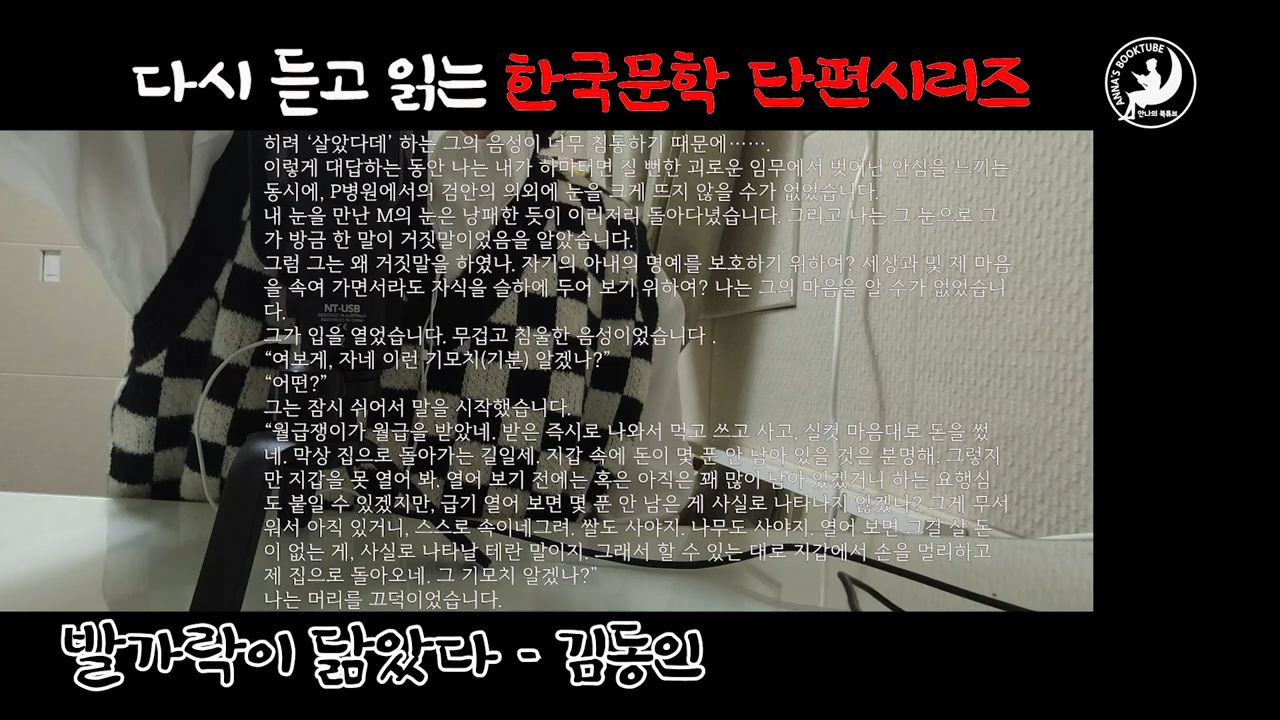 다시 듣고 읽는 한국문학 단편시리즈
ANNA'S BOOKTUBE
안나의 북튜브
히려 ‘살았다데’ 하는 그의 음성이 너무 침통하기 때문에…….
이렇게 대답하는 동안 나는 내가 하마터면 질 뻔한 괴로운 임무에서 벗어난 안심을 느끼는
동시에, P병원에서의 검안의 의외에 눈을 크게 뜨지 않을 수가 없었습니다.
내 눈을 만난 M의 눈은 낭패한 듯이 이리저리 돌아다녔습니다. 그리고 나는 그 눈으로 그
가 방금 한 말이 거짓말이었음을 알았습니다.
그럼 그는 왜 거짓말을 하였나. 자기의 아내의 명예를 보호하기 위하여? 세상과 및 제 마음
을 속여 가면서라도 자식을 슬하에 두어 보기 위하여? 나는 그의 마음을 알 수가 없었습니
다.
NT-USB
그가 입을 열었습니다. 무겁고 침울한 음성이었습니다 .
“여보게, 자네 이런 기모치(기분) 알겠나?”
“어떤?”
그는 잠시 쉬어서 말을 시작했습니다.
“월급쟁이가 월급을 받았네. 받은 즉시로 나와서 먹고 쓰고 사고, 실컷 마음대로 돈을 썼
네. 막상 집으로 돌아가는 길일세. 지갑 속에 돈이 몇 푼 안 남아 있을 것은 분명해. 그렇지
만 지갑을 못 열어 봐. 열어 보기 전에는 혹은 아직은 꽤 많이 남아 있겠거니 하는 요행심
도 붙일 수 있겠지만, 급기 열어 보면 몇 푼 안 남은 게 사실로 나타나지 않겠나? 그게 무서
워서 아직 있거니, 스스로 속이네그려. 쌀도 사야지. 나무도 사야지. 열어 보면 그걸 살 돈
이 없는 게, 사실로 나타날 테란 말이지. 그래서 할 수 있는 대로 지갑에서 손을 멀리하고
제 집으로 돌아오네. 그 기모치 알겠나?”
나는 머리를 끄덕이었습니다.
발가락이 닮았다 - 김동인